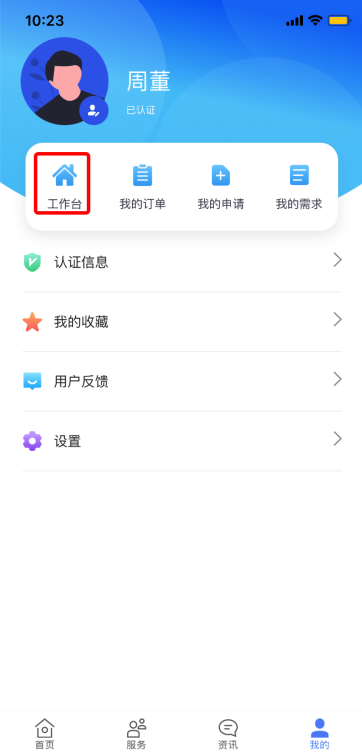 10:23
周董
已认证
工作台
我的订单
我的申请
我的需求
认证信息
我的收藏
用户反馈
设置
首页
服务
资讯
我的